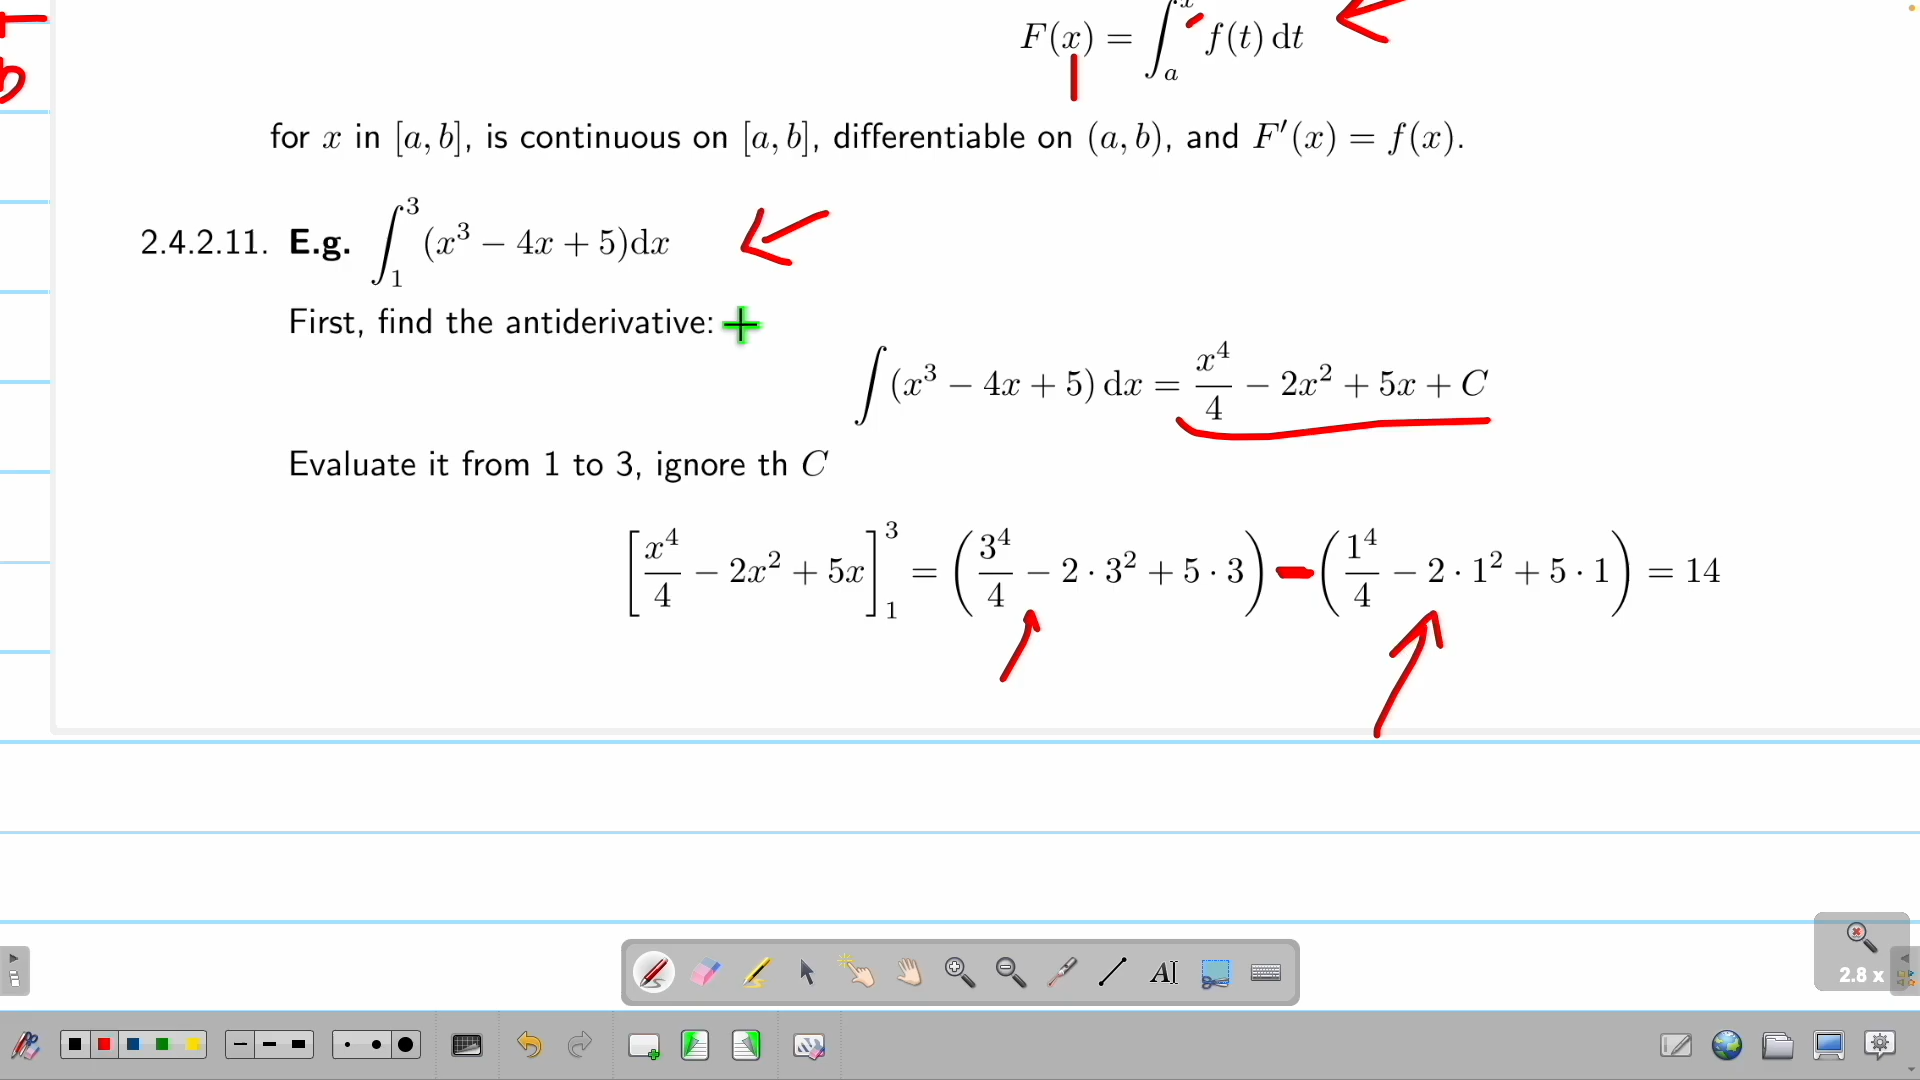 F(x) = ∫_a^x f(t) dt
b
for x in [a, b], is continuous on [a, b], differentiable on (a, b), and F′(x) = f(x).
2.4.2.11. E.g. ∫_1^3 (x^3 − 4x + 5)dx
First, find the antiderivative:
∫ (x^3 − 4x + 5) dx = x^4/4 − 2x^2 + 5x + C
Evaluate it from 1 to 3, ignore th C
[x^4/4 − 2x^2 + 5x]_1^3 = (3^4/4 − 2 · 3^2 + 5 · 3) − (1^4/4 − 2 · 1^2 + 5 · 1) = 14
AI
2.8 x